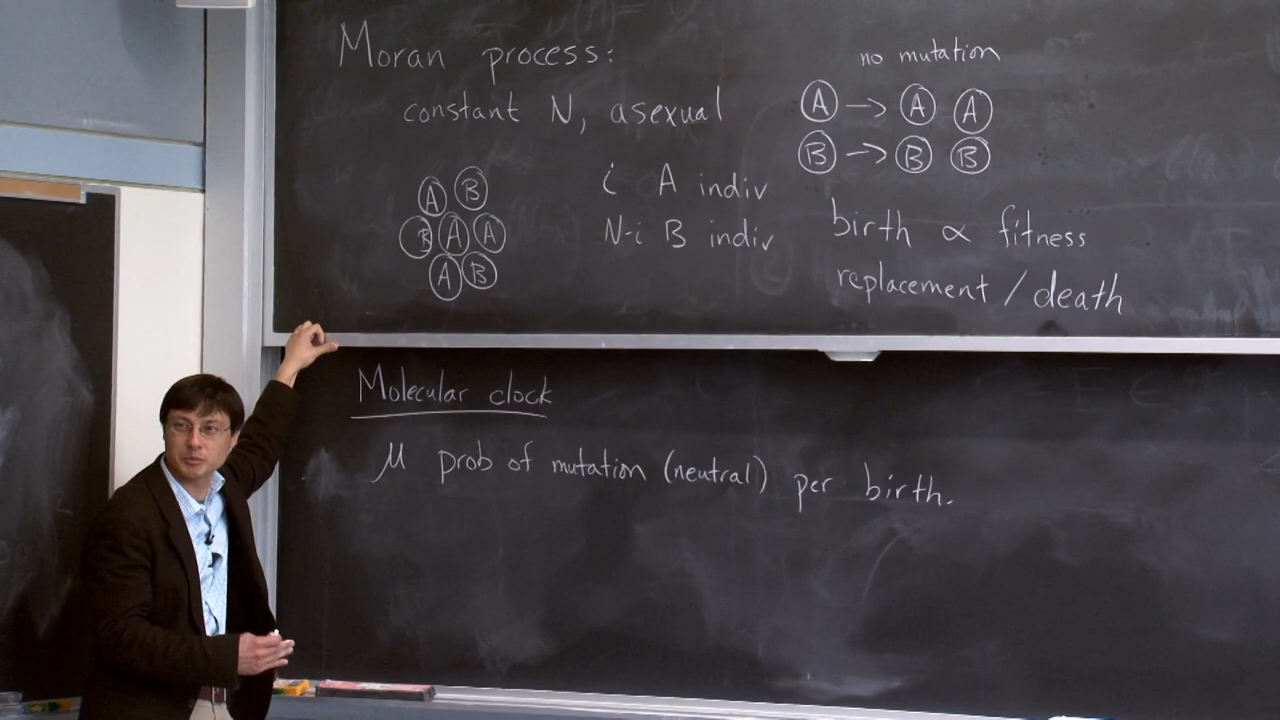 Moran process:
constant N, asexual
no mutation
A → A A
B → B B
A B
B A A
A B
i A indiv
N-i B indiv
birth ∝ fitness
replacement / death
Molecular clock
μ prob of mutation (neutral) per birth.